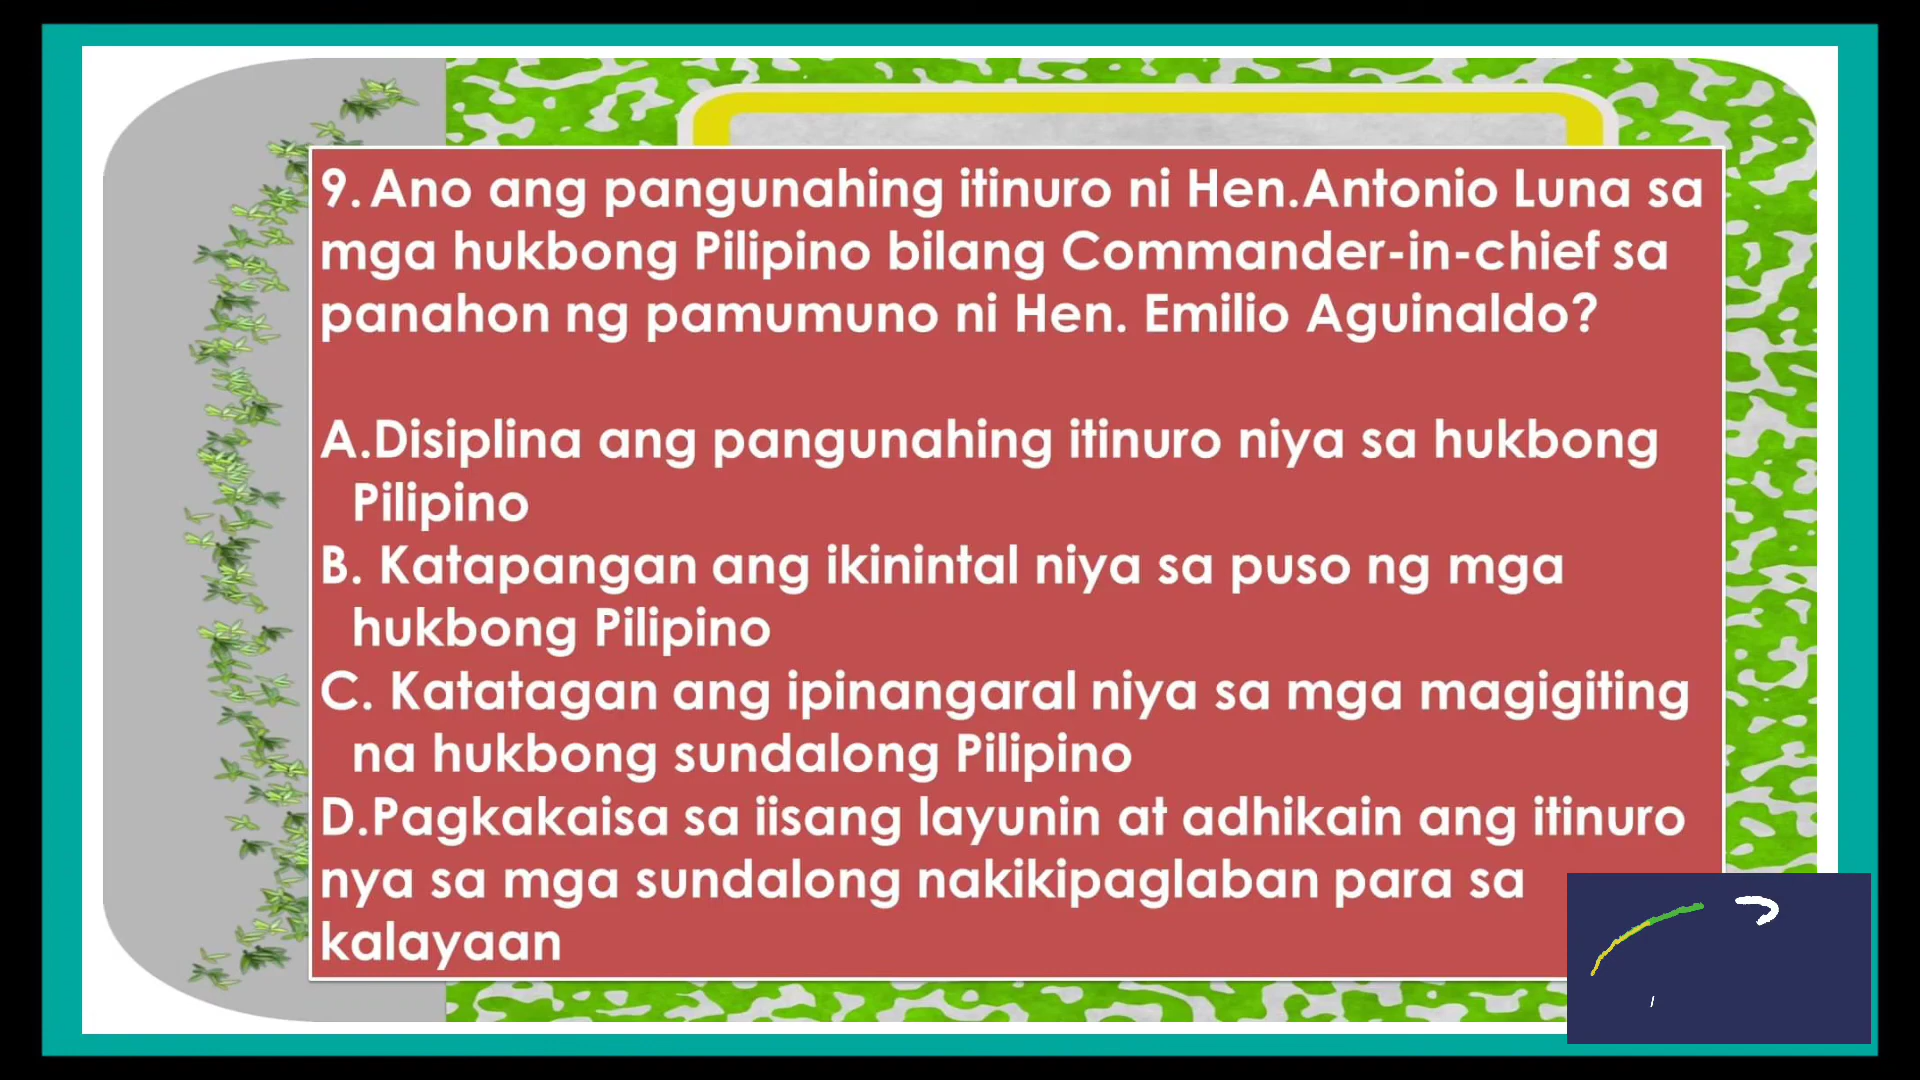 9. Ano ang pangunahing itinuro ni Hen.Antonio Luna sa
mga hukbong Pilipino bilang Commander-in-chief sa
panahon ng pamumuno ni Hen. Emilio Aguinaldo?
A.Disiplina ang pangunahing itinuro niya sa hukbong
Pilipino
B. Katapangan ang ikinintal niya sa puso ng mga
hukbong Pilipino
C. Katatagan ang ipinangaral niya sa mga magigiting
na hukbong sundalong Pilipino
D.Pagkakaisa sa iisang layunin at adhikain ang itinuro
nya sa mga sundalong nakikipaglaban para sa
kalayaan